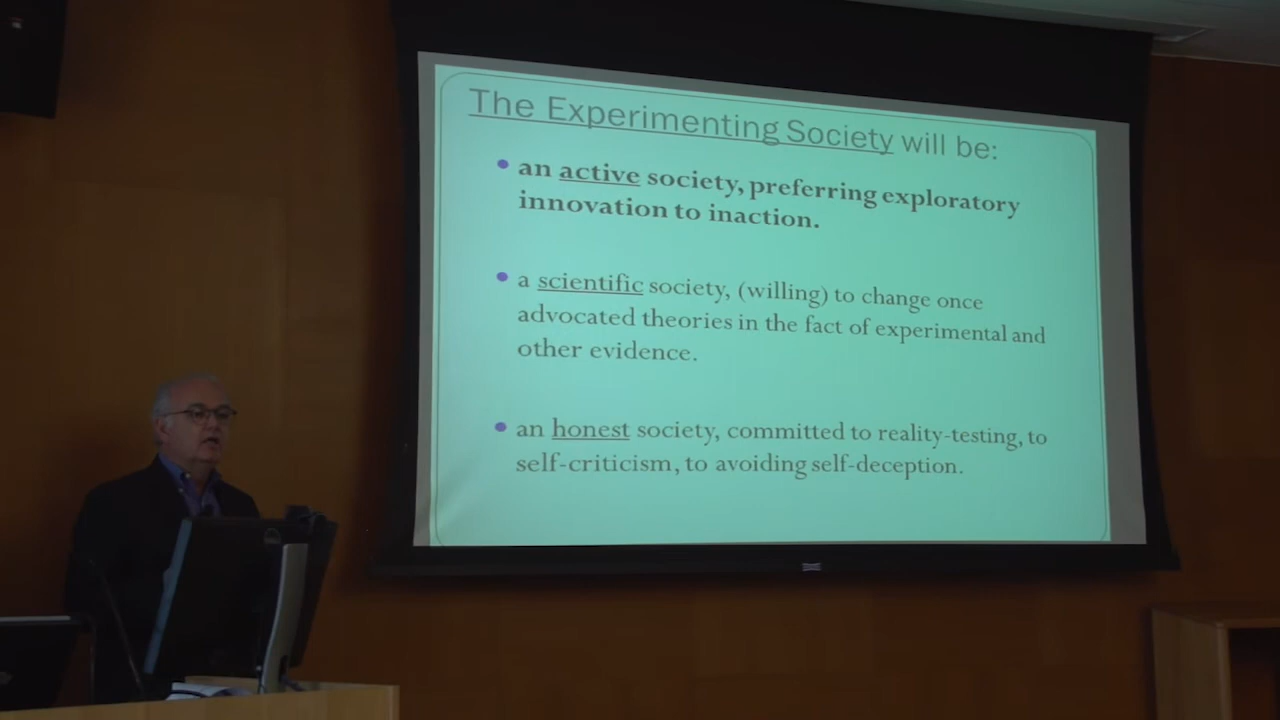 The Experimenting Society will be:
• an active society, preferring exploratory
innovation to inaction.
• a scientific society, (willing) to change once
advocated theories in the fact of experimental and
other evidence.
• an honest society, committed to reality-testing, to
self-criticism, to avoiding self-deception.